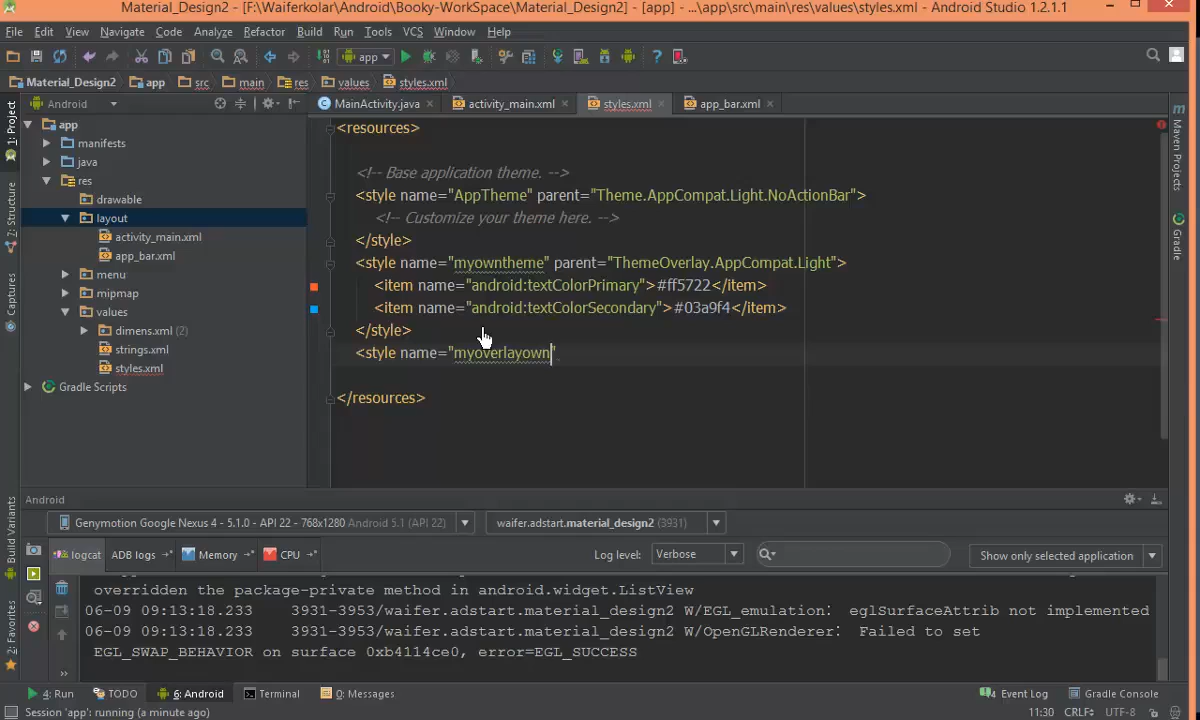 Material_Design2 - [F:\Waiferkolar\Android\Booky-WorkSpace\Material_Design2] - [app] - ...\app\src\main\res\values\styles.xml - Android Studio 1.2.1.1
File Edit View Navigate Code Analyze Refactor Build Run Tools VCS Window Help
app
Material_Design2 app src main res values styles.xml
Android
MainActivity.java activity_main.xml styles.xml app_bar.xml
1: Project
7: Structure
Captures
Build Variants
2: Favorites
app
manifests
java
res
drawable
layout
activity_main.xml
app_bar.xml
menu
mipmap
values
dimens.xml (2)
strings.xml
styles.xml
Gradle Scripts
<resources>
<!-- Base application theme. -->
<style name="AppTheme" parent="Theme.AppCompat.Light.NoActionBar">
<!-- Customize your theme here. -->
</style>
<style name="myowntheme" parent="ThemeOverlay.AppCompat.Light">
<item name="android:textColorPrimary">#ff5722</item>
<item name="android:textColorSecondary">#03a9f4</item>
</style>
<style name="myoverlayown"
</resources>
Maven Projects
Gradle
Android
Genymotion Google Nexus 4 - 5.1.0 - API 22 - 768x1280 Android 5.1 (API 22)
waifer.adstart.material_design2 (3931)
logcat ADB logs Memory CPU
Log level: Verbose
Show only selected application
overridden the package-private method in android.widget.ListView
06-09 09:13:18.233 3931-3953/waifer.adstart.material_design2 W/EGL_emulation: eglSurfaceAttrib not implemented
06-09 09:13:18.233 3931-3953/waifer.adstart.material_design2 W/OpenGLRenderer: Failed to set
EGL_SWAP_BEHAVIOR on surface 0xb4114ce0, error=EGL_SUCCESS
4: Run TODO 6: Android Terminal 0: Messages Event Log Gradle Console
Session 'app': running (a minute ago) 11:30 CRLF UTF-8